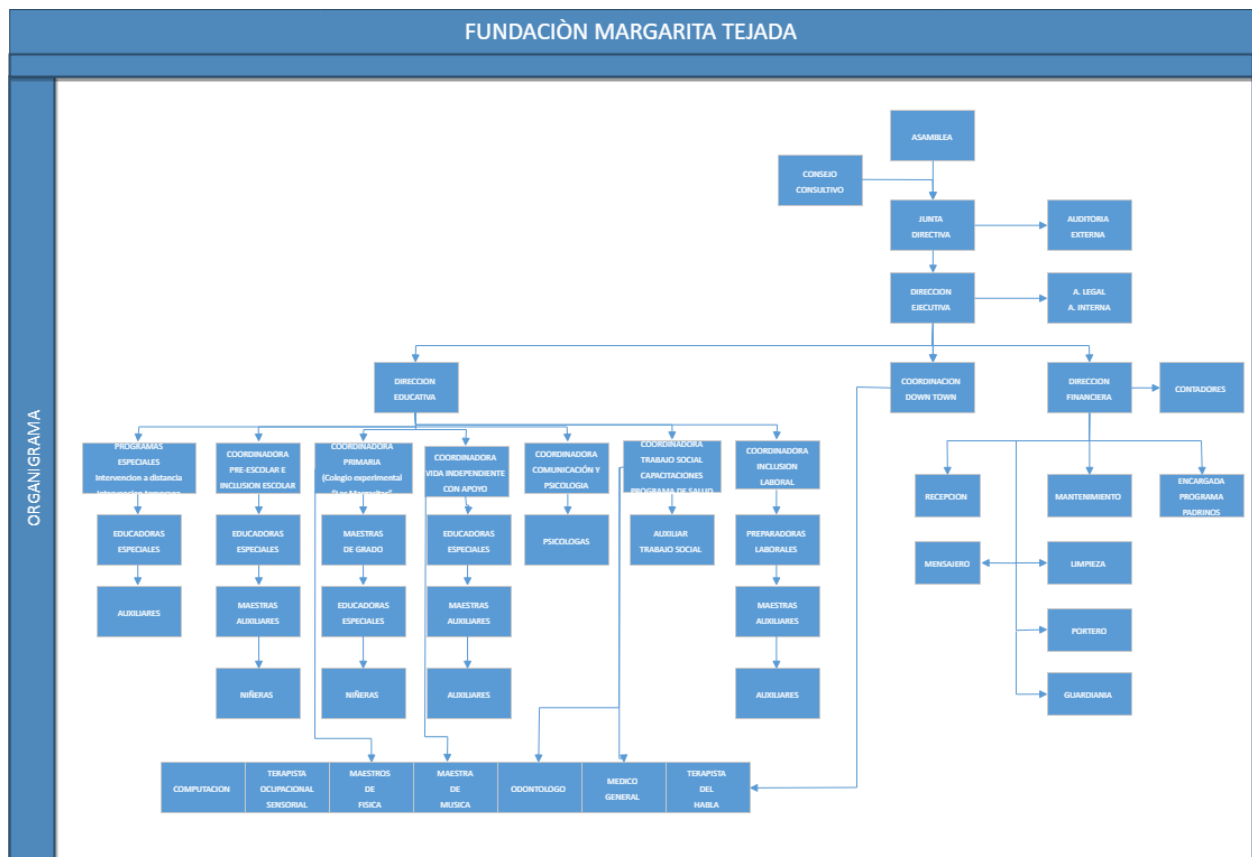 FUNDACIÒN MARGARITA TEJADA
ORGANIGRAMA
ASAMBLEA
CONSEJO
CONSULTIVO
JUNTA
DIRECTIVA
AUDITORIA
EXTERNA
DIRECCION
EJECUTIVA
A. LEGAL
A. INTERNA
DIRECCION
EDUCATIVA
COORDINACION
DOWN TOWN
DIRECCION
FINANCIERA
CONTADORES
PROGRAMAS
ESPECIALES
Intervencion a distancia
COORDINADORA
PRE-ESCOLAR E
INCLUSION ESCOLAR
COORDINADORA
PRIMARIA
(Colegio experimental
COORDINADORA
VIDA INDEPENDIENTE
CON APOYO
COORDINADORA
COMUNICACIÓN Y
PSICOLOGIA
COORDINADORA
TRABAJO SOCIAL
CAPACITACIONES
PROGRAMA DE SALUD
COORDINADORA
INCLUSION
LABORAL
RECEPCION
MANTENIMIENTO
ENCARGADA
PROGRAMA
PADRINOS
EDUCADORAS
ESPECIALES
EDUCADORAS
ESPECIALES
MAESTRAS
DE GRADO
EDUCADORAS
ESPECIALES
PSICOLOGAS
AUXILIAR
TRABAJO SOCIAL
PREPARADORAS
LABORALES
MENSAJERO
LIMPIEZA
AUXILIARES
MAESTRAS
AUXILIARES
EDUCADORAS
ESPECIALES
MAESTRAS
AUXILIARES
MAESTRAS
AUXILIARES
PORTERO
NIÑERAS
NIÑERAS
AUXILIARES
AUXILIARES
GUARDIANIA
COMPUTACION
TERAPISTA
OCUPACIONAL
SENSORIAL
MAESTROS
DE
FISICA
MAESTRA
DE
MUSICA
ODONTOLOGO
MEDICO
GENERAL
TERAPISTA
DEL
HABLA